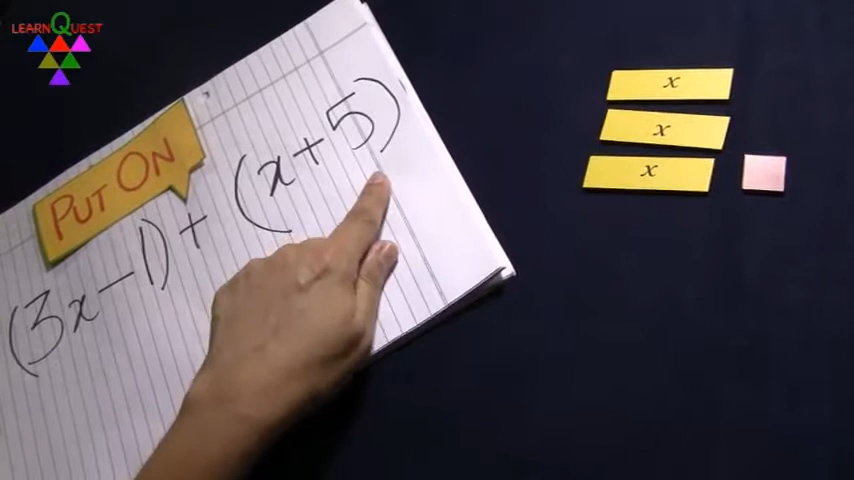 LEARNQUEST
PUT ON
(3x-1)+(x+5)
x
x
x